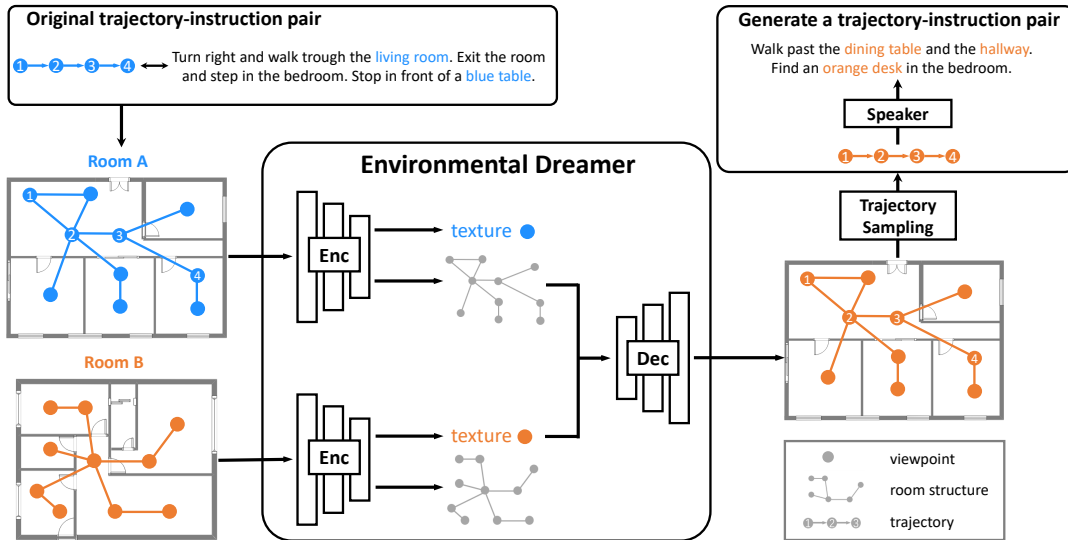 Original trajectory-instruction pair
1 2 3 4
Turn right and walk trough the living room. Exit the room
and step in the bedroom. Stop in front of a blue table.
Generate a trajectory-instruction pair
Walk past the dining table and the hallway.
Find an orange desk in the bedroom.
Speaker
1 2 3 4
Trajectory
Sampling
Room A
1
2
3
4
Environmental Dreamer
Enc
texture
Dec
1
2
3
4
Room B
Enc
texture
viewpoint
room structure
1 2 3
trajectory